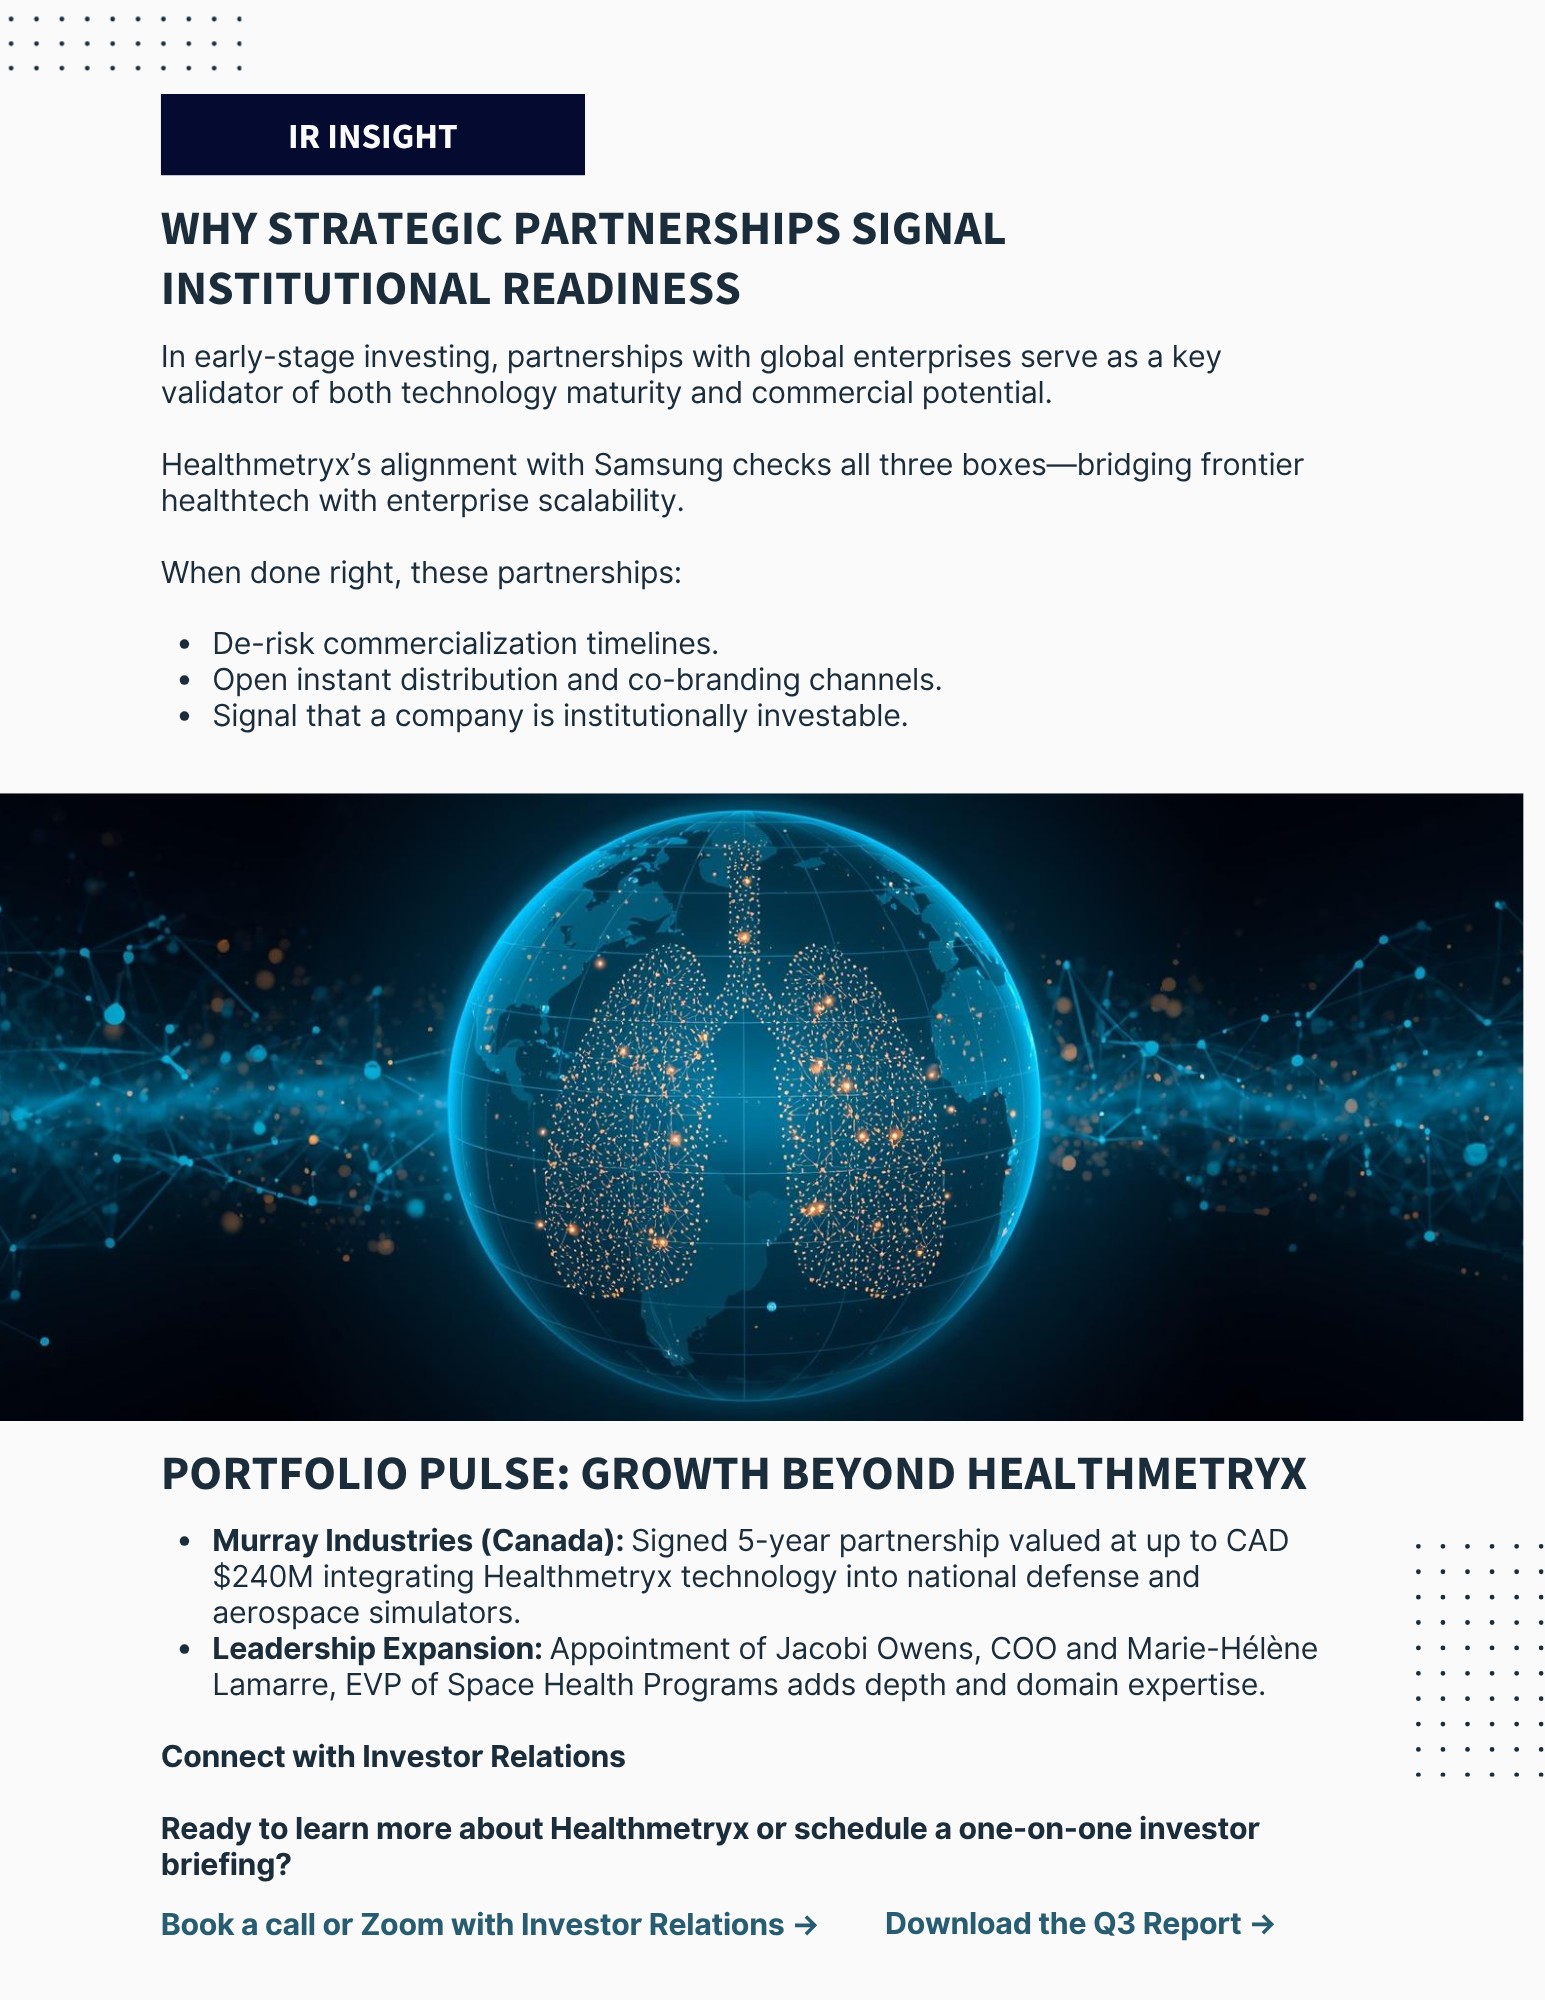 IR INSIGHT
WHY STRATEGIC PARTNERSHIPS SIGNAL
INSTITUTIONAL READINESS
In early-stage investing, partnerships with global enterprises serve as a key
validator of both technology maturity and commercial potential.
Healthmetryx’s alignment with Samsung checks all three boxes—bridging frontier
healthtech with enterprise scalability.
When done right, these partnerships:
• De-risk commercialization timelines.
• Open instant distribution and co-branding channels.
• Signal that a company is institutionally investable.
PORTFOLIO PULSE: GROWTH BEYOND HEALTHMETRYX
• Murray Industries (Canada): Signed 5-year partnership valued at up to CAD
$240M integrating Healthmetryx technology into national defense and
aerospace simulators.
• Leadership Expansion: Appointment of Jacobi Owens, COO and Marie-Hélène
Lamarre, EVP of Space Health Programs adds depth and domain expertise.
Connect with Investor Relations
Ready to learn more about Healthmetryx or schedule a one-on-one investor
briefing?
Book a call or Zoom with Investor Relations → Download the Q3 Report →